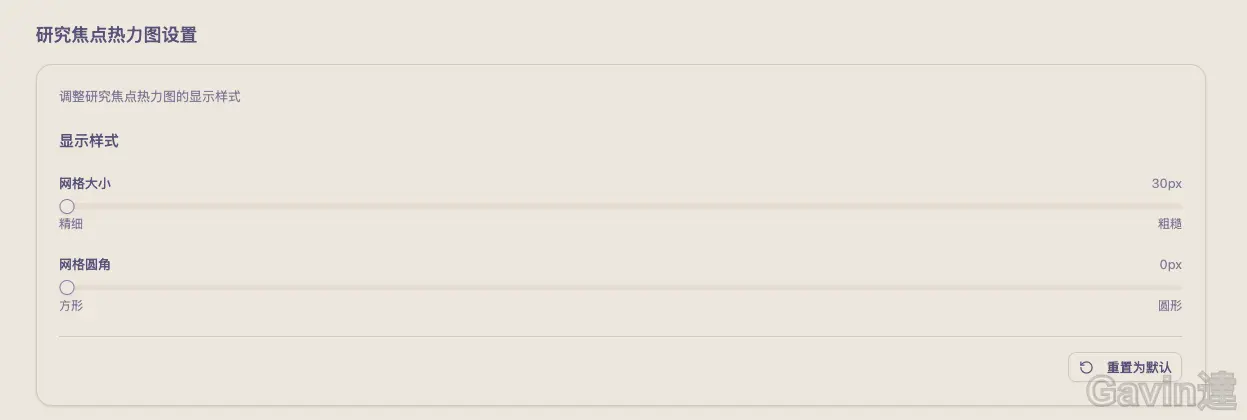 研究焦点热力图设置
调整研究焦点热力图的显示样式
显示样式
网格大小 30px
精细 粗糙
网格圆角 0px
方形 圆形
重置为默认
Gavin達